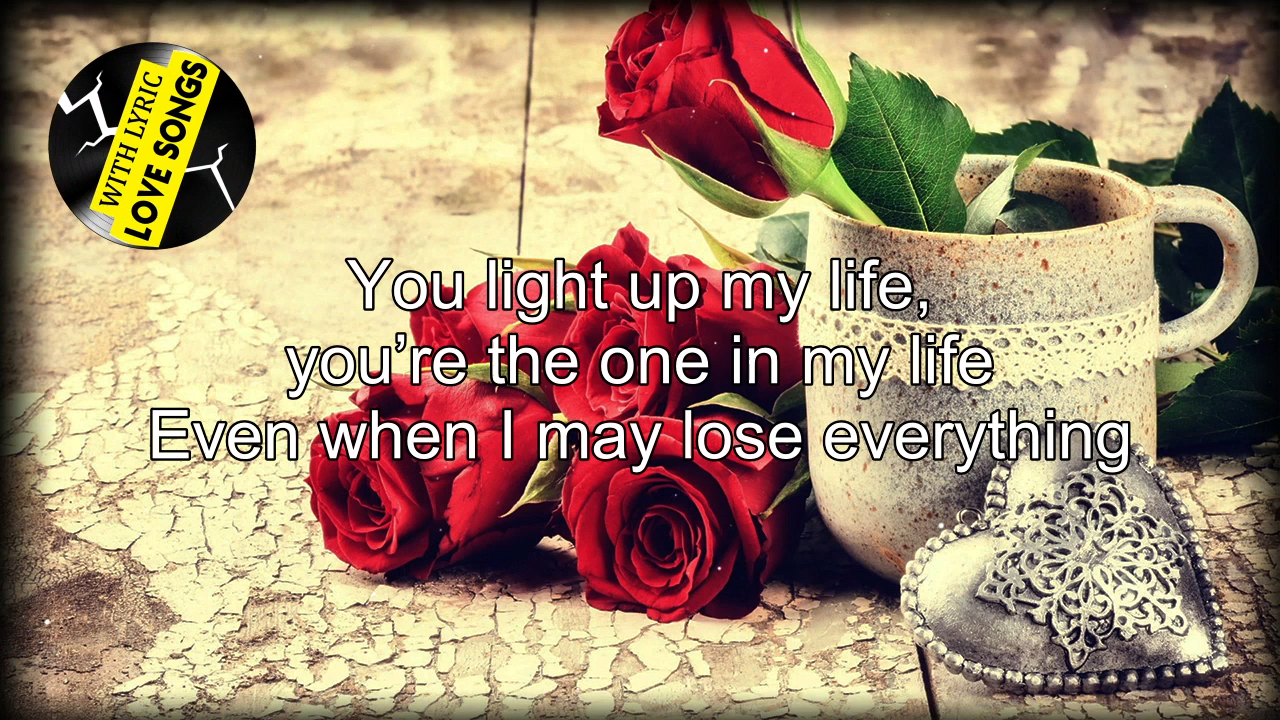 WITH LYRIC
LOVE SONGS
You light up my life,
you’re the one in my life
Even when I may lose everything